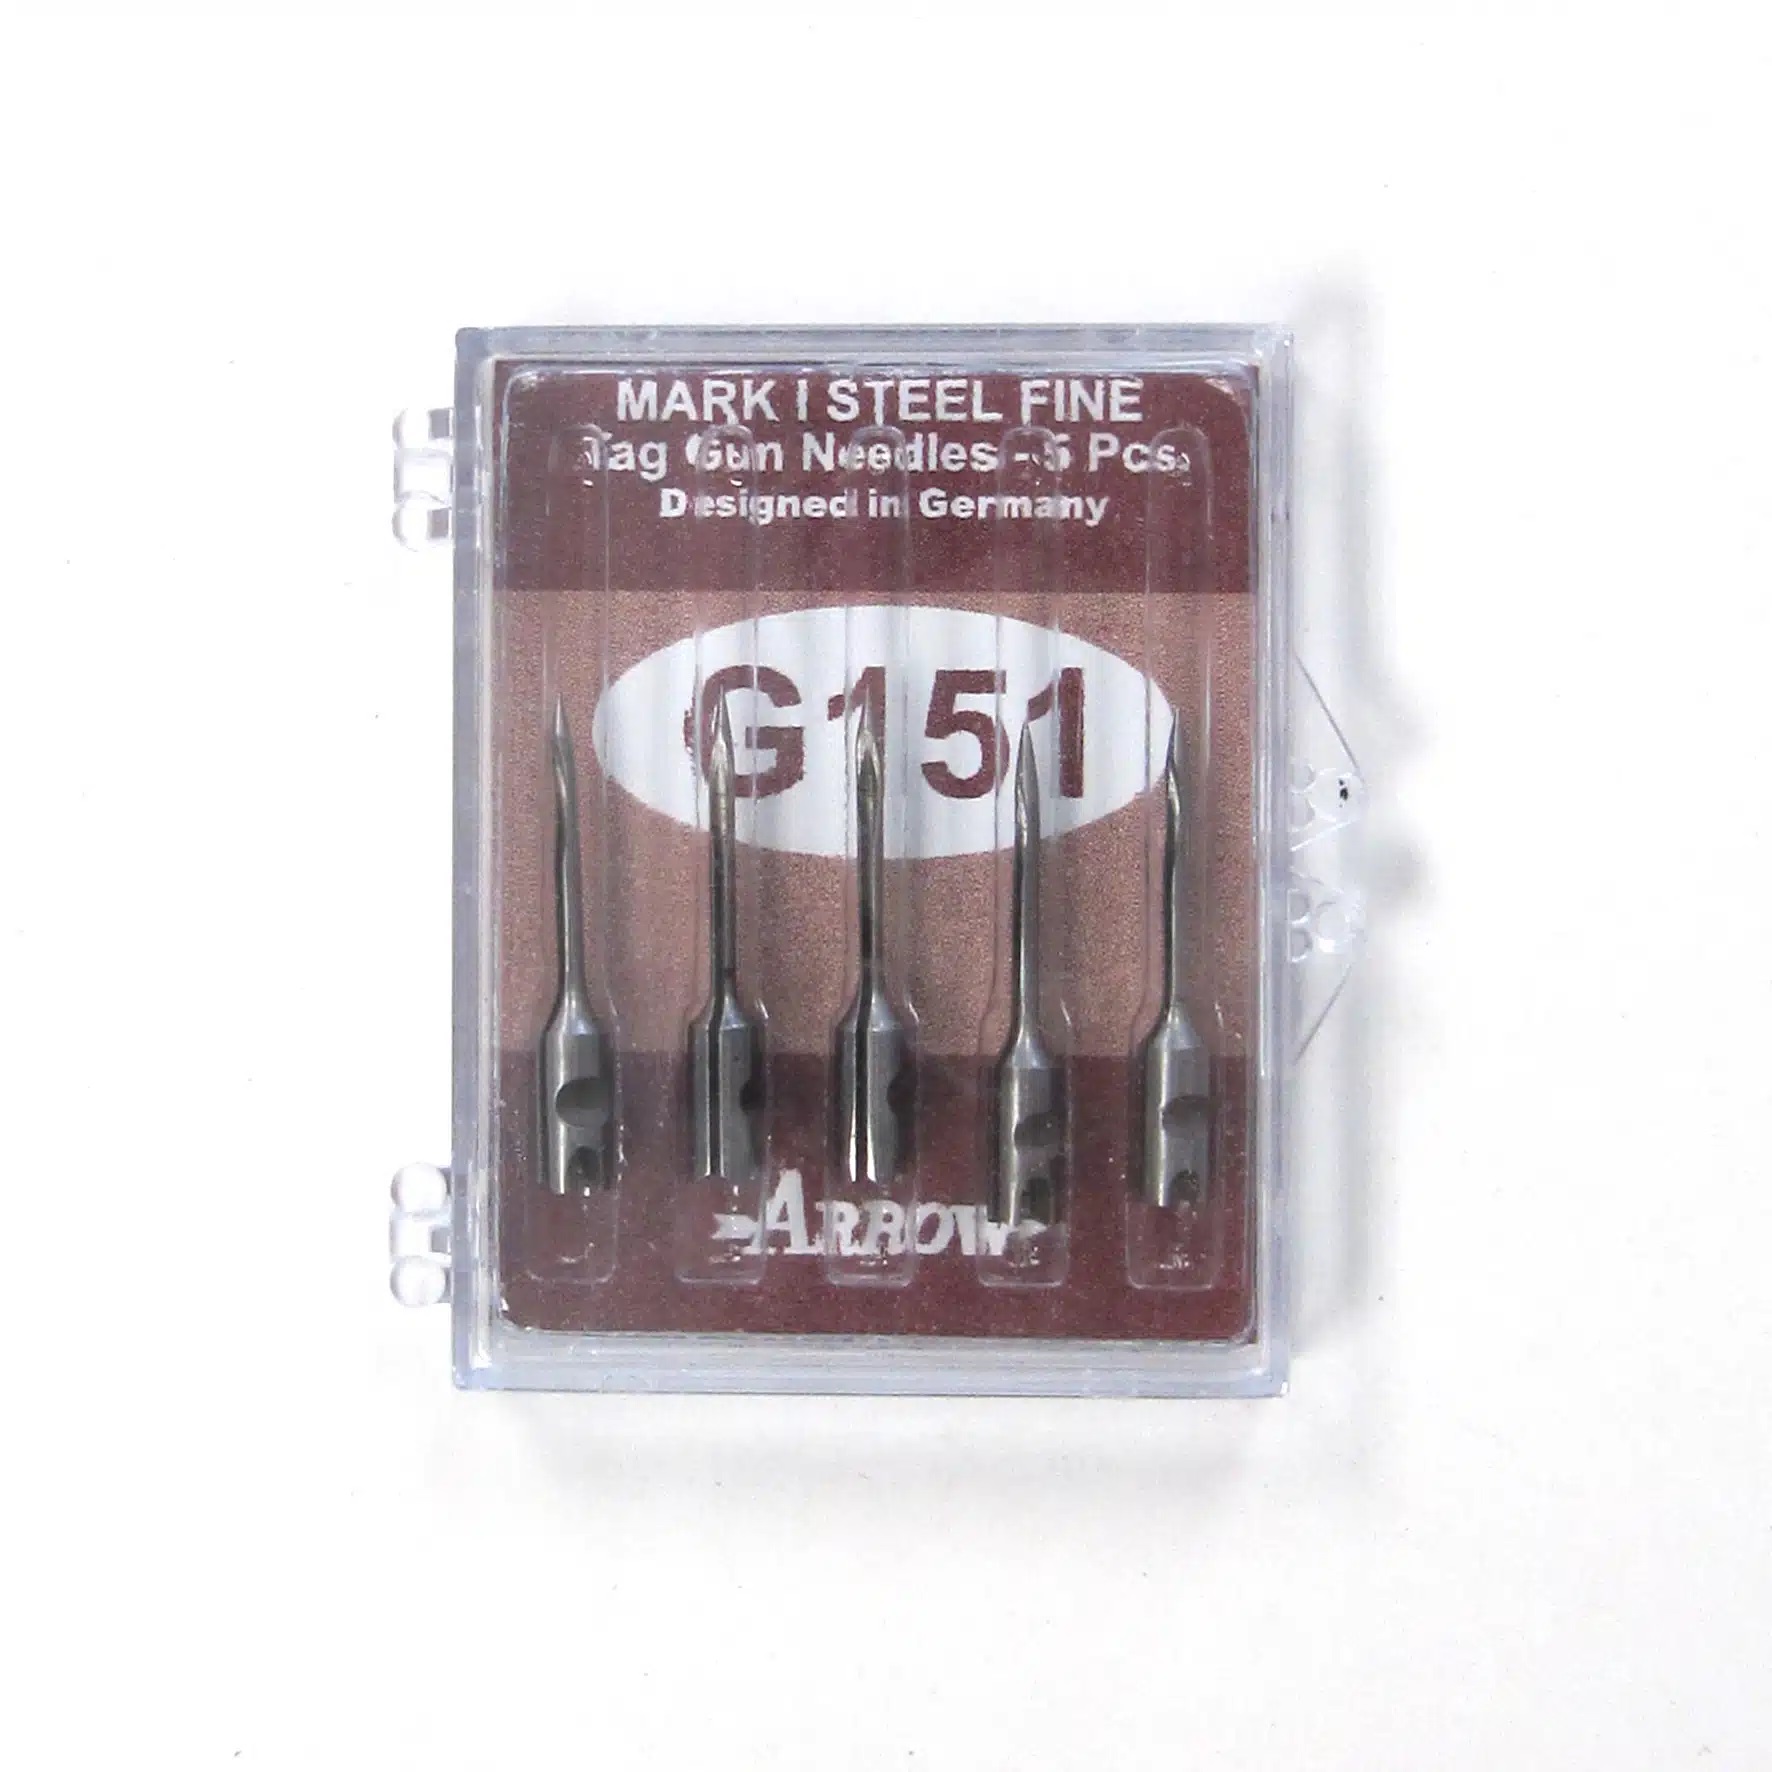 MARK I STEEL FINE
Tag Gun Needles - 5 Pcs.
Designed in Germany
G151
ARROW